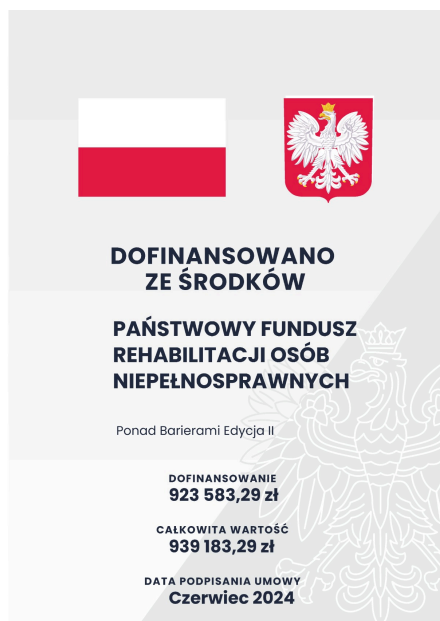 DOFINANSOWANO
ZE ŚRODKÓW
PAŃSTWOWY FUNDUSZ
REHABILITACJI OSÓB
NIEPEŁNOSPRAWNYCH
Ponad Barierami Edycja II
DOFINANSOWANIE
923 583,29 zł
CAŁKOWITA WARTOŚĆ
939 183,29 zł
DATA PODPISANIA UMOWY
Czerwiec 2024